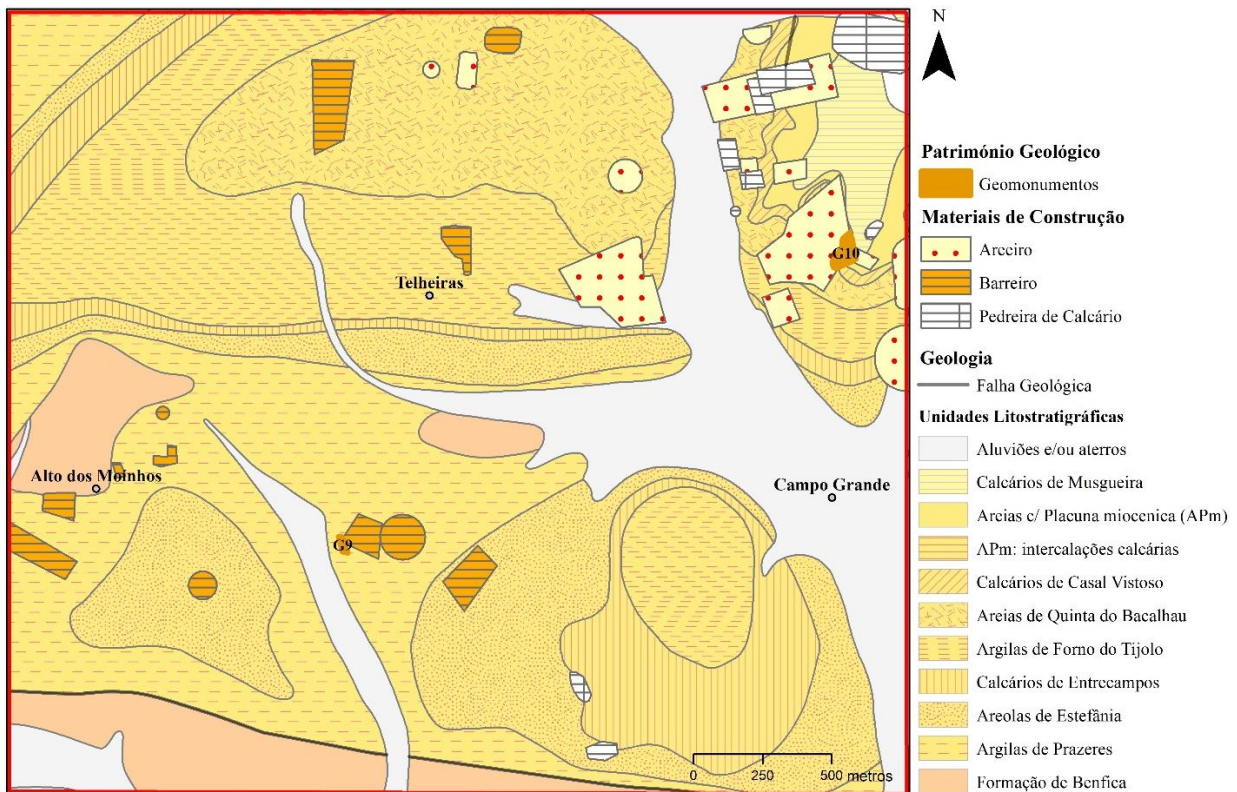 N
Património Geológico
Geomonumentos
Materiais de Construção
Areeiro
Barreiro
Pedreira de Calcário
Geologia
Falha Geológica
Unidades Litostratigráficas
Aluviões e/ou aterros
Calcários de Musgueira
Areias c/ Placuna miocenica (APm)
APm: intercalações calcárias
Calcários de Casal Vistoso
Areias de Quinta do Bacalhau
Argilas de Forno do Tijolo
Calcários de Entrecampos
Areolas de Estefânia
Argilas de Prazeres
Formação de Benfica
G10
Telheiras
Alto dos Moinhos
Campo Grande
G9
0 250 500 metros